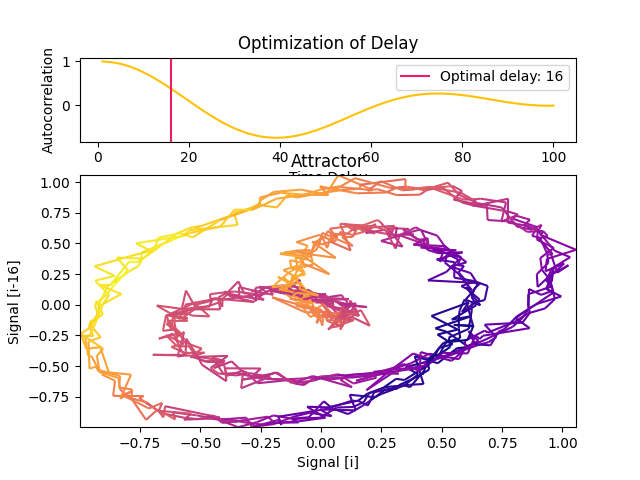 Optimization of Delay
Autocorrelation
1
0
Optimal delay: 16
0 20 40 60 80 100
Time Delay
Attractor
Signal [i-16]
1.00
0.75
0.50
0.25
0.00
−0.25
−0.50
−0.75
−0.75 −0.50 −0.25 0.00 0.25 0.50 0.75 1.00
Signal [i]